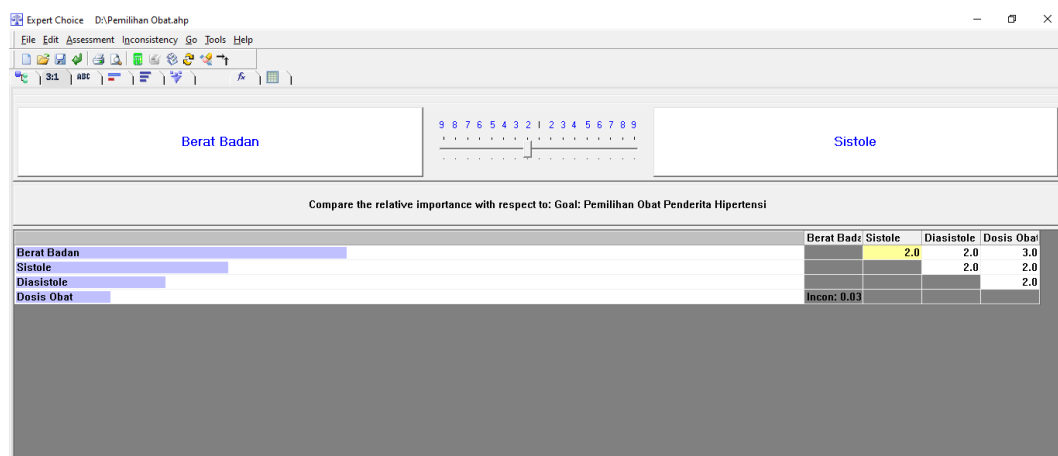 Expert Choice D:\Pemilihan Obat.ahp
File Edit Assessment Inconsistency Go Tools Help
3:1 ABC fx
9 8 7 6 5 4 3 2 1 2 3 4 5 6 7 8 9
Berat Badan Sistole
Compare the relative importance with respect to: Goal: Pemilihan Obat Penderita Hipertensi
Berat Bada Sistole Diasistole Dosis Obat
Berat Badan 2.0 2.0 3.0
Sistole 2.0 2.0
Diasistole 2.0
Dosis Obat Incon: 0.03